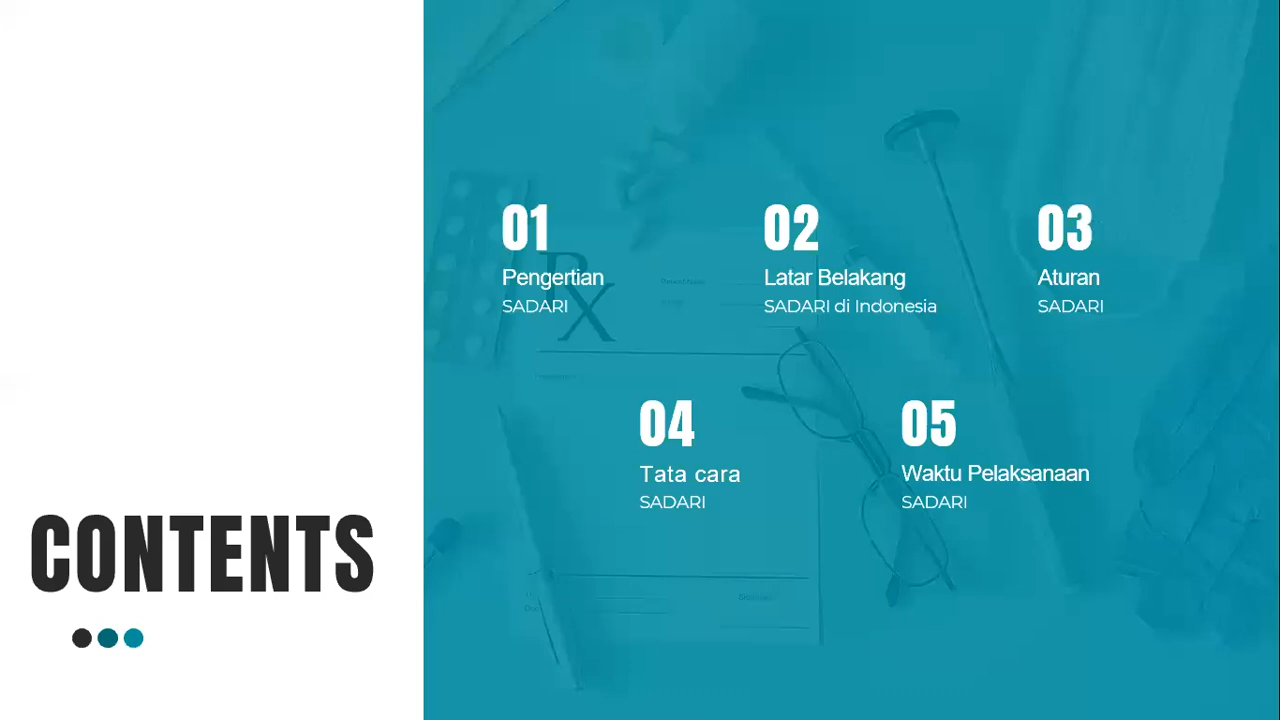 01
Pengertian
SADARI
02
Latar Belakang
SADARI di Indonesia
03
Aturan
SADARI
04
Tata cara
SADARI
05
Waktu Pelaksanaan
SADARI
CONTENTS
Rx